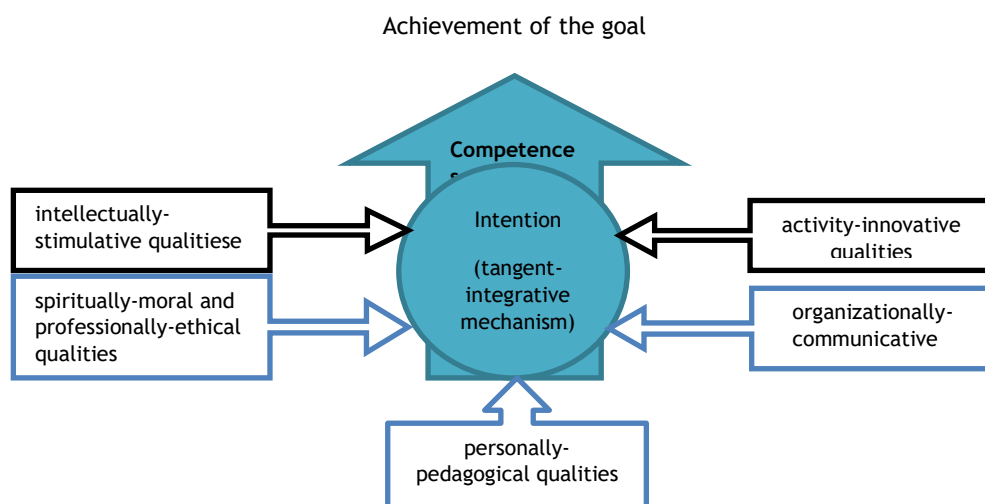 Achievement of the goal
Competence
s
Intention
(tangent-
integrative
mechanism)
intellectually-
stimulative qualitiese
spiritually-moral and
professionally-ethical
qualities
activity-innovative
qualities
organizationally-
communicative
personally-
pedagogical qualities